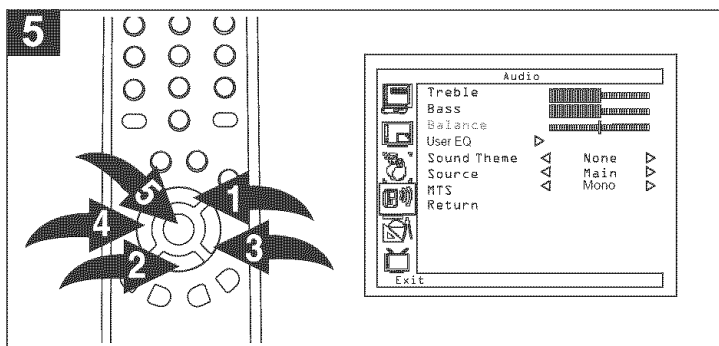 5
1
5
4
3
2
Audio
Treble
Bass
Balance
User EQ
Sound Theme None
Source Main
MTS Mono
Return
Exit